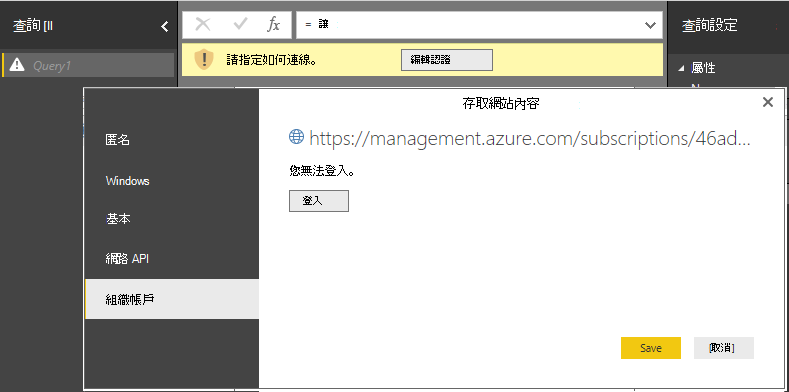 查詢 [II
fx
= 讓
查詢設定
Query1
請指定如何連線。
編輯認證
屬性
存取網站內容
匿名
https://management.azure.com/subscriptions/46ad...
您無法登入。
Windows
登入
基本
網路 API
組織帳戶
Save
[取消]